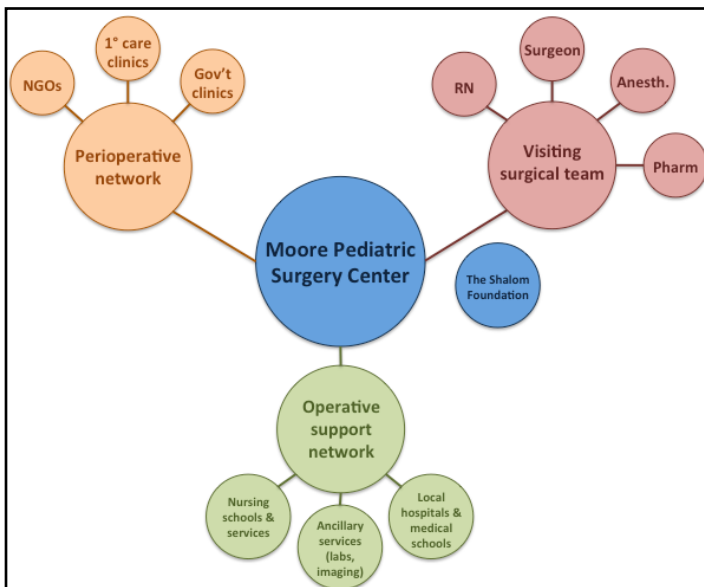 1° care
clinics
NGOs
Gov't
clinics
Perioperative
network
Surgeon
RN
Anesth.
Visiting
surgical team
Pharm
Moore Pediatric
Surgery Center
The Shalom
Foundation
Operative
support
network
Nursing
schools &
services
Ancillary
services
(labs,
imaging)
Local
hospitals &
medical
schools